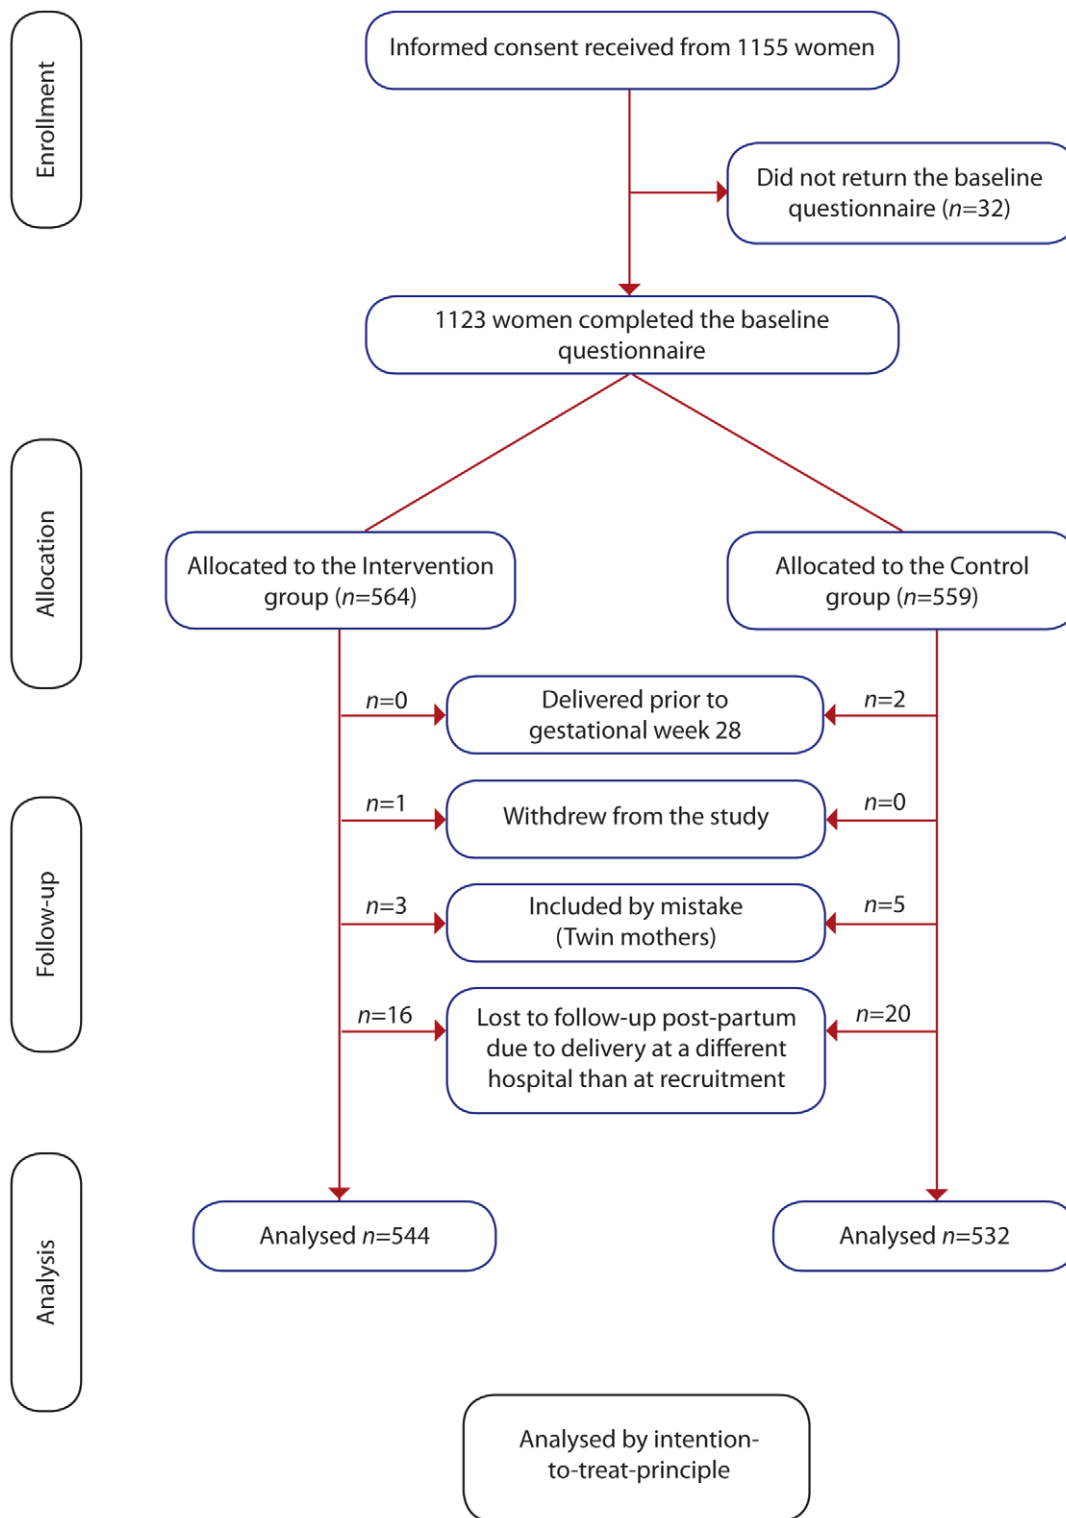 Enrollment
Informed consent received from 1155 women
Did not return the baseline
questionnaire (n=32)
1123 women completed the baseline
questionnaire
Allocation
Allocated to the Intervention
group (n=564)
Allocated to the Control
group (n=559)
n=0
Delivered prior to
gestational week 28
n=2
Follow-up
n=1
Withdrew from the study
n=0
n=3
Included by mistake
(Twin mothers)
n=5
n=16
Lost to follow-up post-partum
due to delivery at a different
hospital than at recruitment
n=20
Analysis
Analysed n=544
Analysed n=532
Analysed by intention-
to-treat-principle